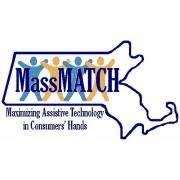 MassMATCH
Maximizing Assistive Technology
in Consumers' Hands